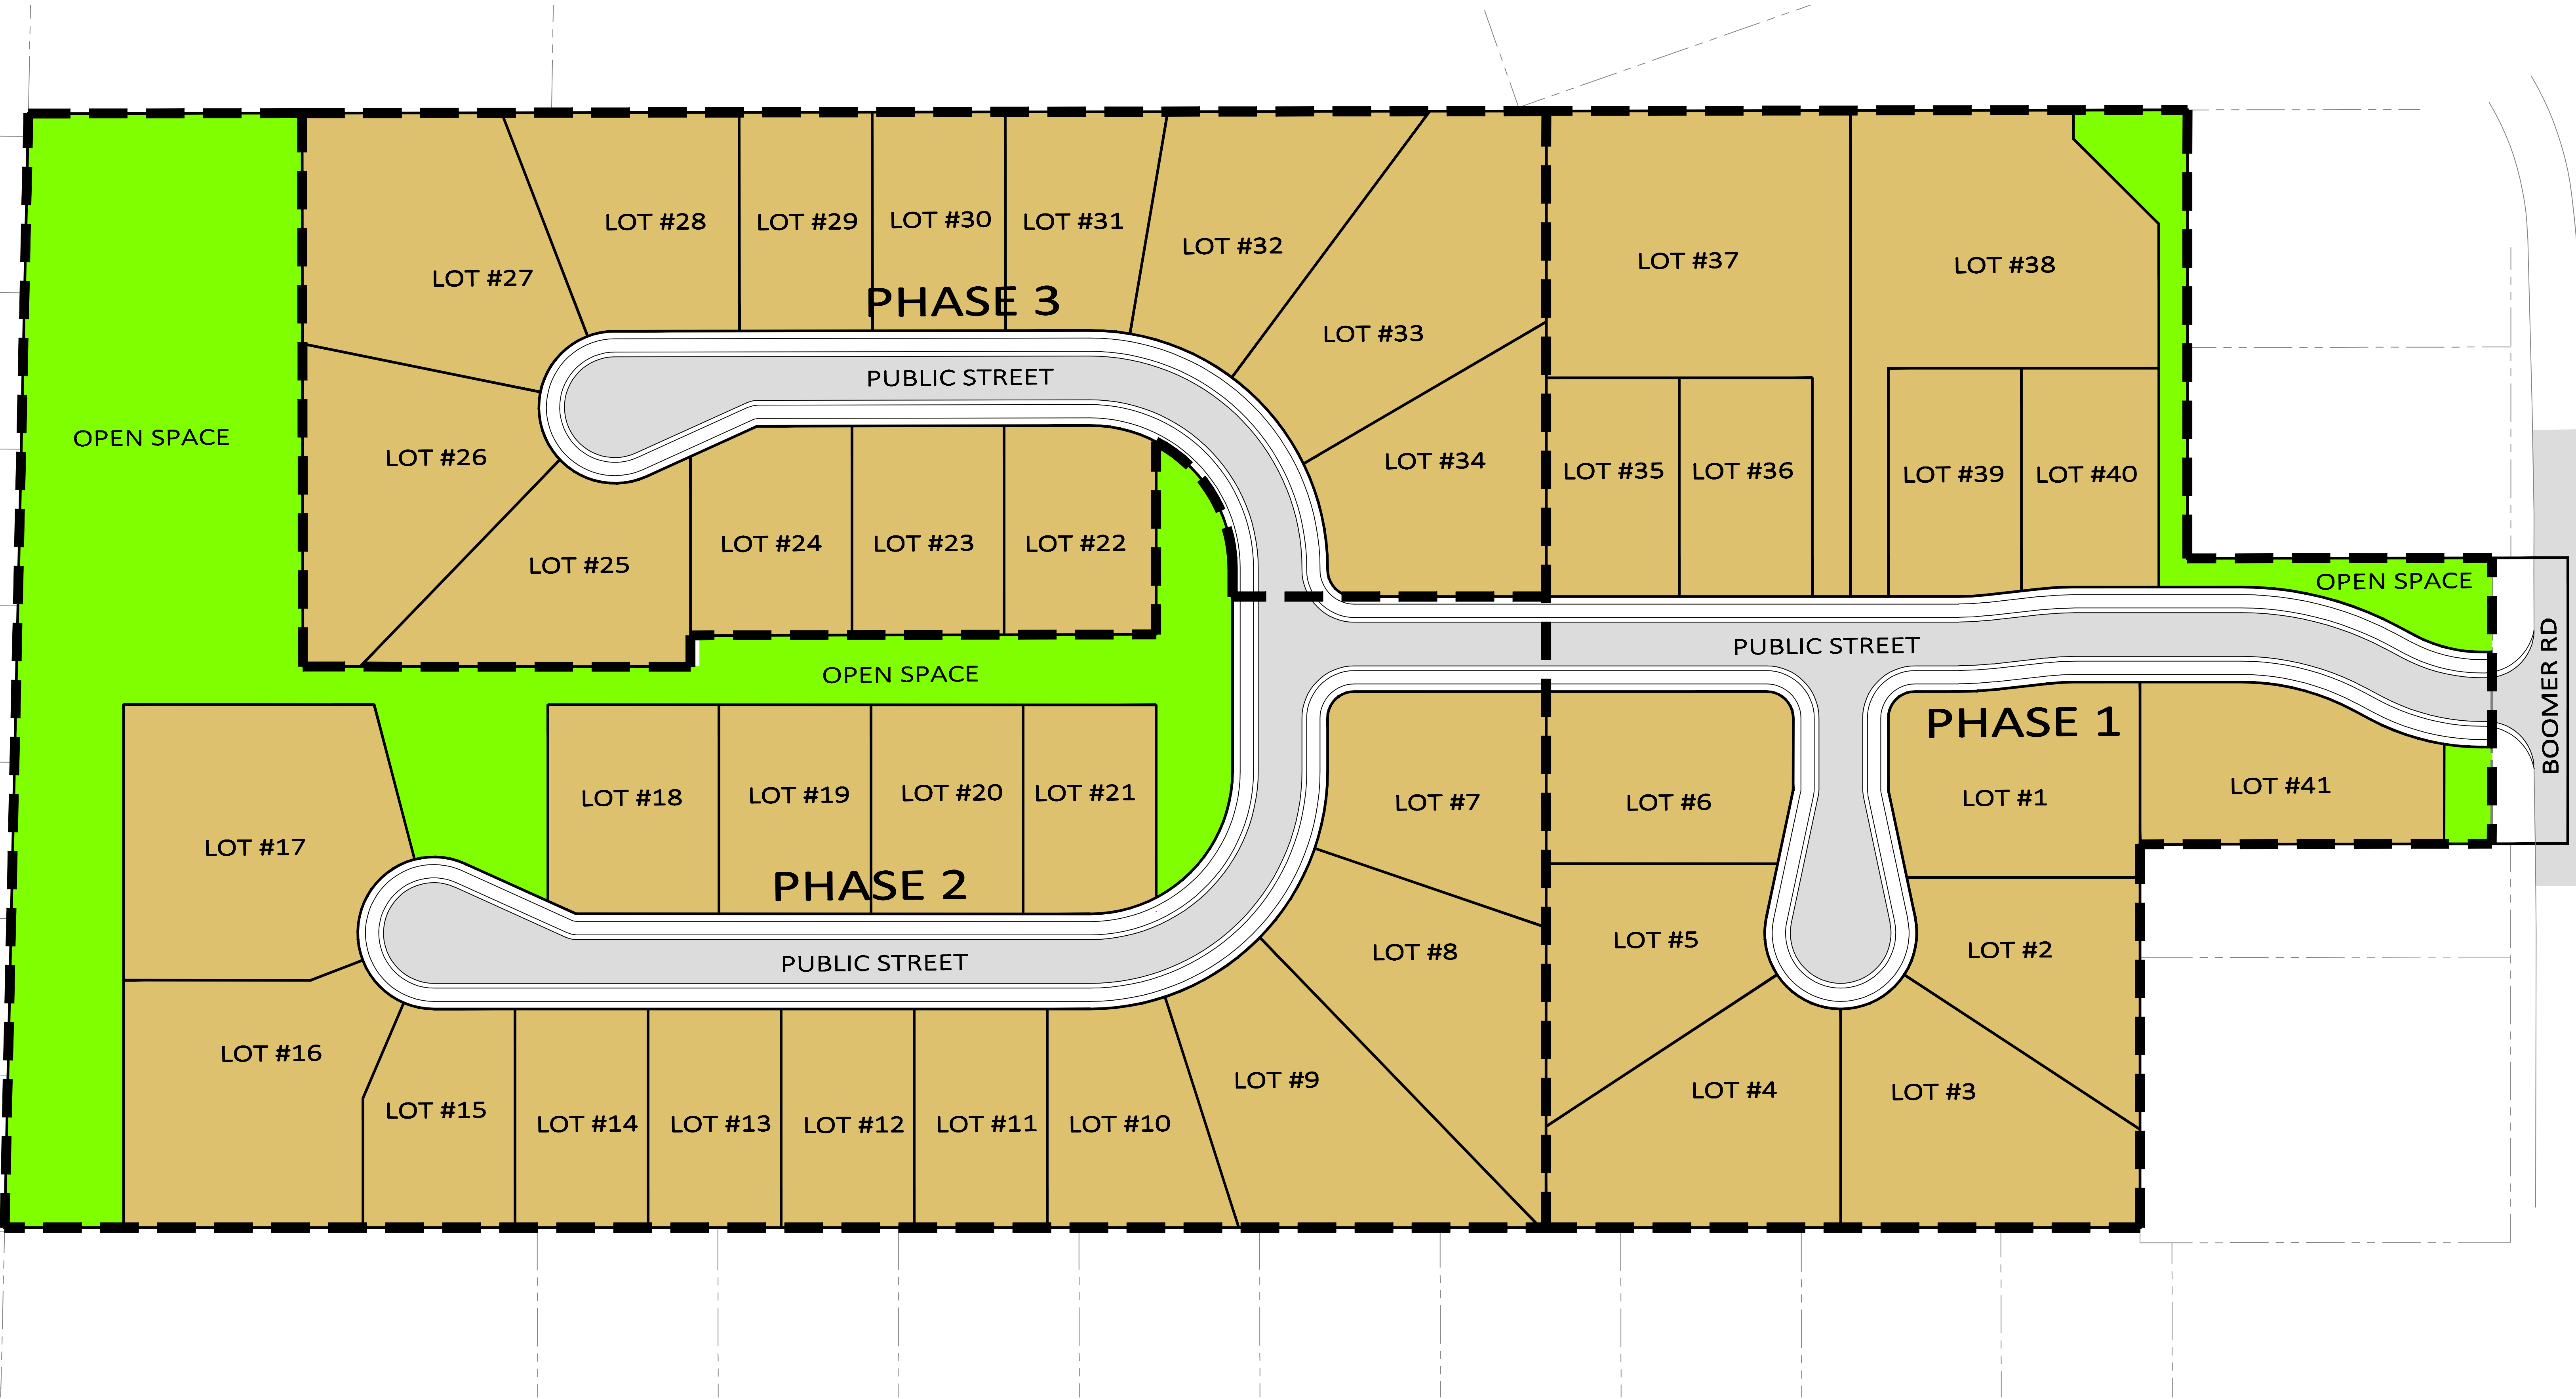 LOT #28
LOT #29
LOT #30
LOT #31
LOT #32
LOT #27
LOT #37
LOT #38
PHASE 3
LOT #33
PUBLIC STREET
OPEN SPACE
LOT #26
LOT #34
LOT #35
LOT #36
LOT #39
LOT #40
LOT #25
LOT #24
LOT #23
LOT #22
OPEN SPACE
OPEN SPACE
PUBLIC STREET
BOOMER RD
PHASE 1
LOT #17
LOT #18
LOT #19
LOT #20
LOT #21
LOT #7
LOT #6
LOT #1
LOT #41
PHASE 2
PUBLIC STREET
LOT #8
LOT #5
LOT #2
LOT #16
LOT #15
LOT #14
LOT #13
LOT #12
LOT #11
LOT #10
LOT #9
LOT #4
LOT #3